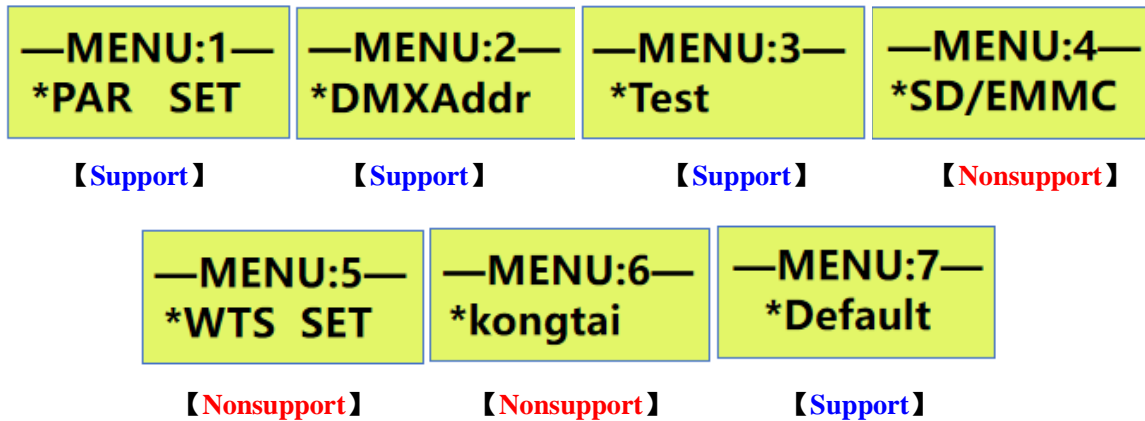 —MENU:1— —MENU:2— —MENU:3— —MENU:4—
*PAR SET *DMXAddr *Test *SD/EMMC
【Support】 【Support】 【Support】 【Nonsupport】
—MENU:5— —MENU:6— —MENU:7—
*WTS SET *kongtai *Default
【Nonsupport】 【Nonsupport】 【Support】